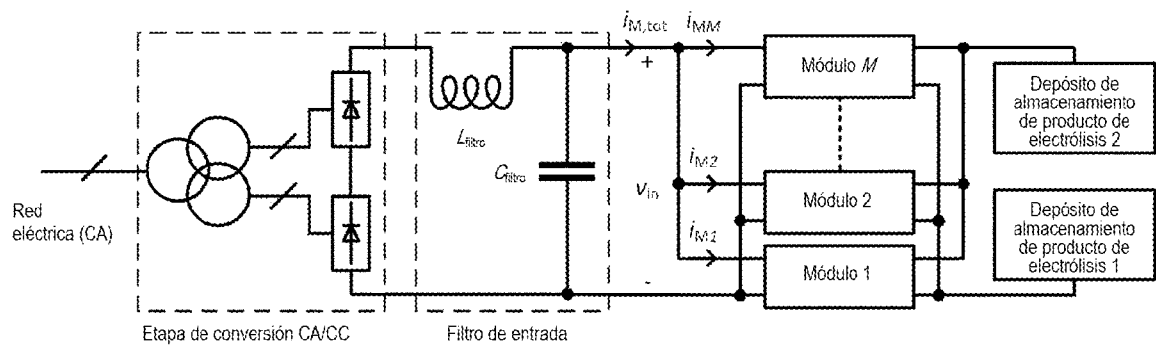 i_M,tot
i_MM
+
Módulo M
Depósito de
almacenamiento
de producto de
electrólisis 2
L_filtro
C_filtro
i_M2
v_in
Módulo 2
Red
eléctrica (CA)
i_M1
Depósito de
almacenamiento
de producto de
electrólisis 1
Módulo 1
-
Etapa de conversión CA/CC
Filtro de entrada